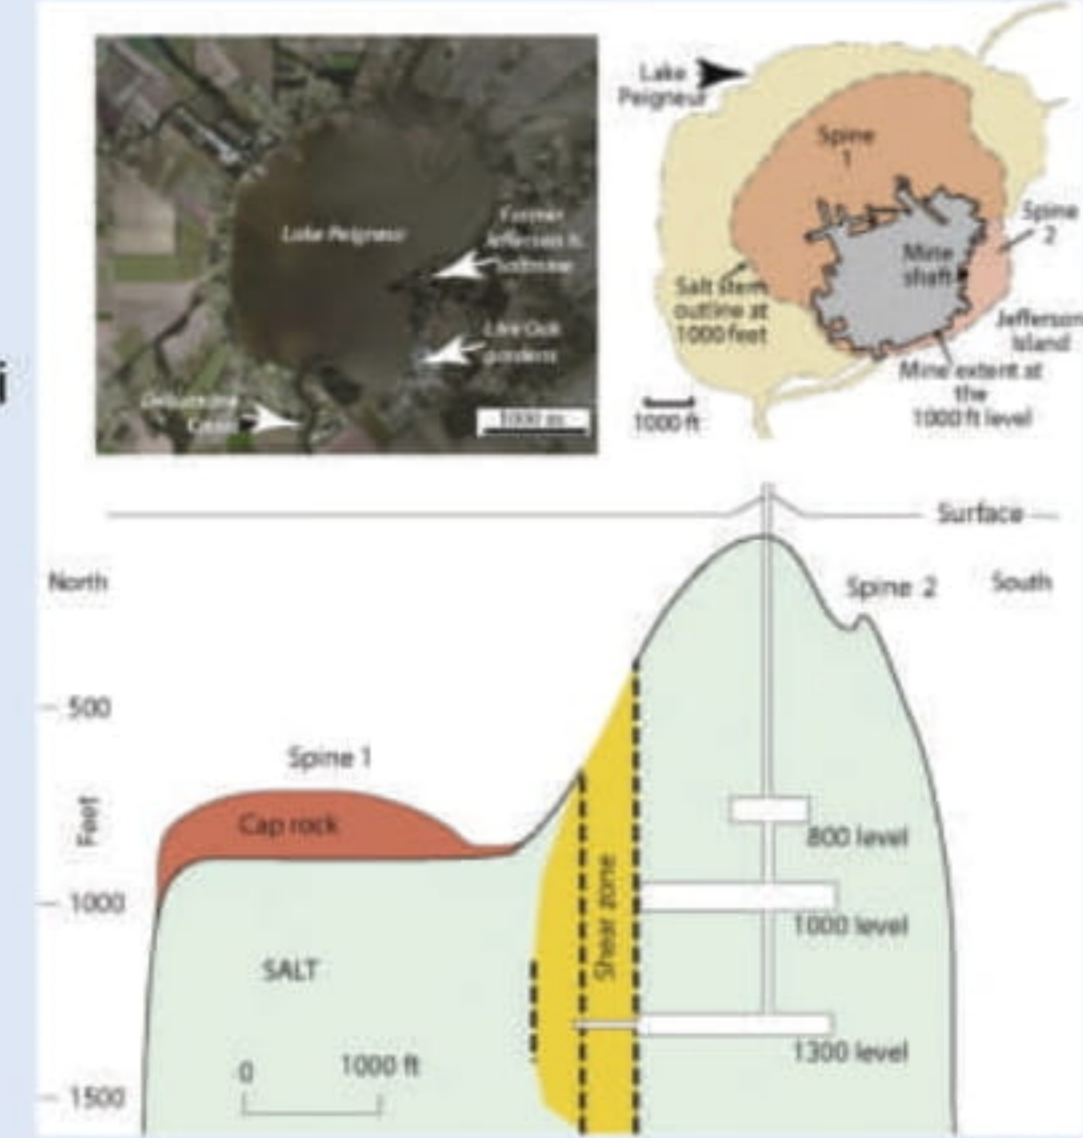 i
Lake Peigneur
Former
Jefferson Is.
Saltmine
Live Oak
gardens
1000 m
Lake
Peigneur
Spine
1
Spine
2
Mine
shaft
Salt stem
outline at
1000 feet
Jefferson
Island
Mine extent at
the
1000 ft level
1000 ft
Surface
North
South
Spine 2
500
Spine 1
Feet
Cap rock
800 level
1000
1000 level
Shear zone
SALT
1300 level
0
1000 ft
1500